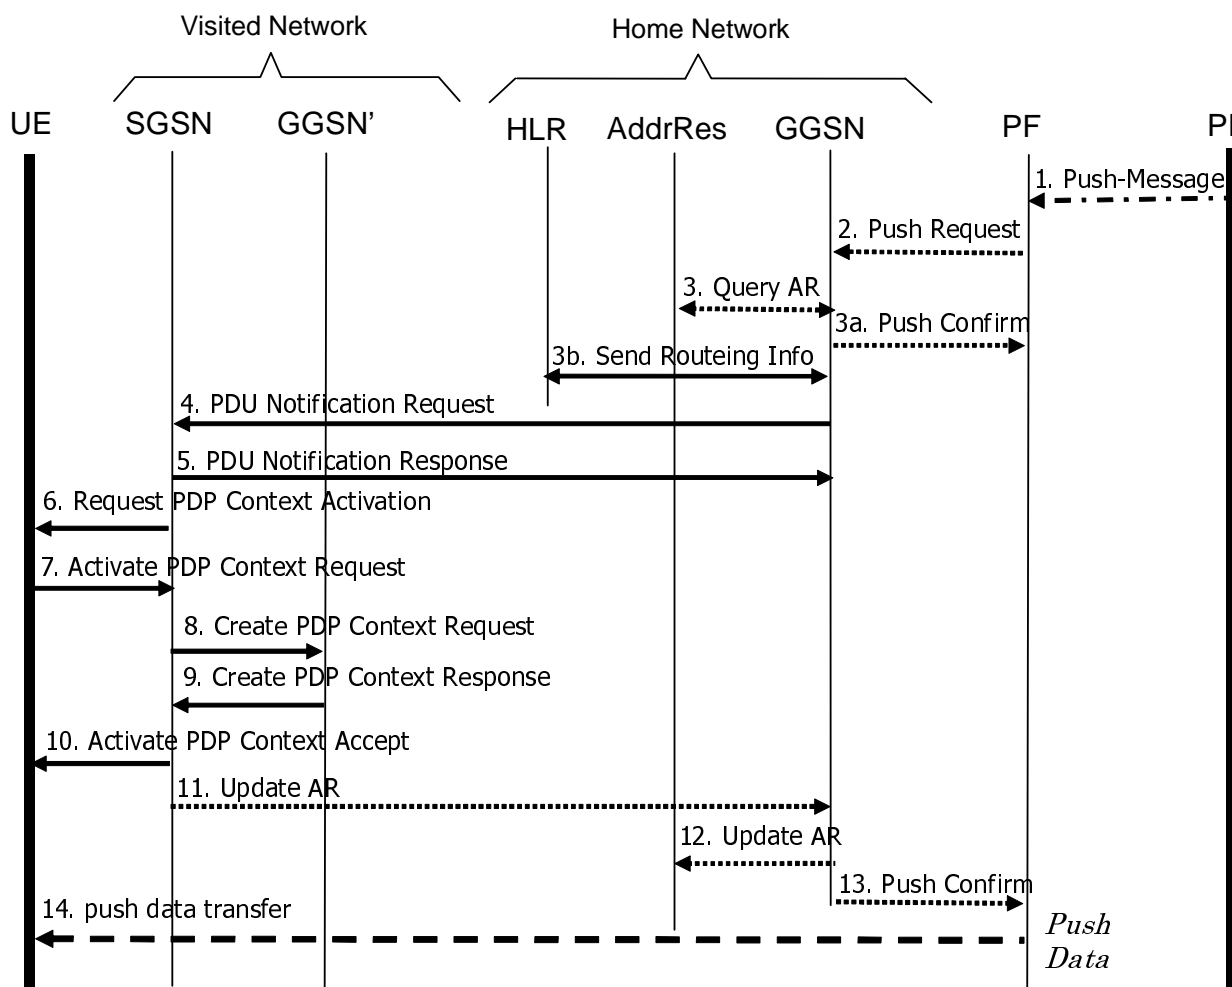 Visited Network
Home Network
UE
SGSN
GGSN’
HLR
AddrRes
GGSN
PF
1. Push-Message
2. Push Request
3. Query AR
3a. Push Confirm
3b. Send Routeing Info
4. PDU Notification Request
5. PDU Notification Response
6. Request PDP Context Activation
7. Activate PDP Context Request
8. Create PDP Context Request
9. Create PDP Context Response
10. Activate PDP Context Accept
11. Update AR
12. Update AR
13. Push Confirm
14. push data transfer
Push
Data